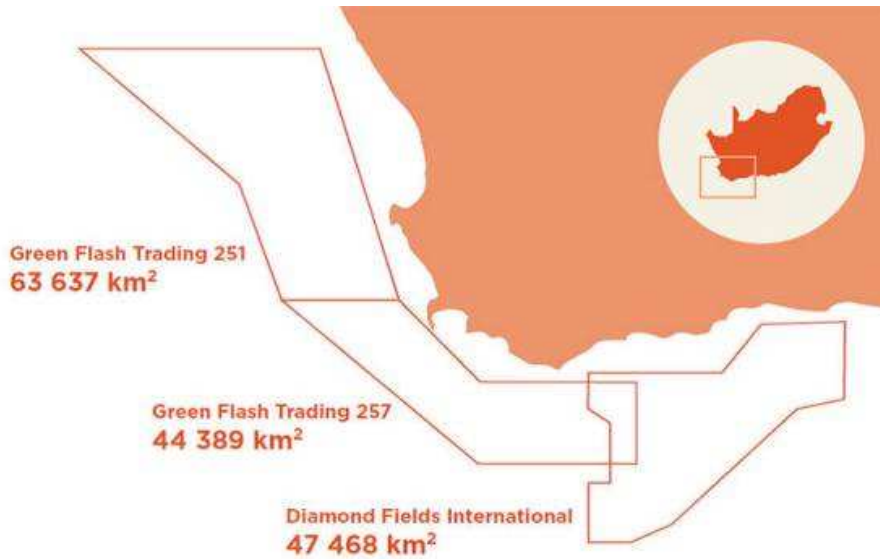 Green Flash Trading 251
63 637 km²
Green Flash Trading 257
44 389 km²
Diamond Fields International
47 468 km²